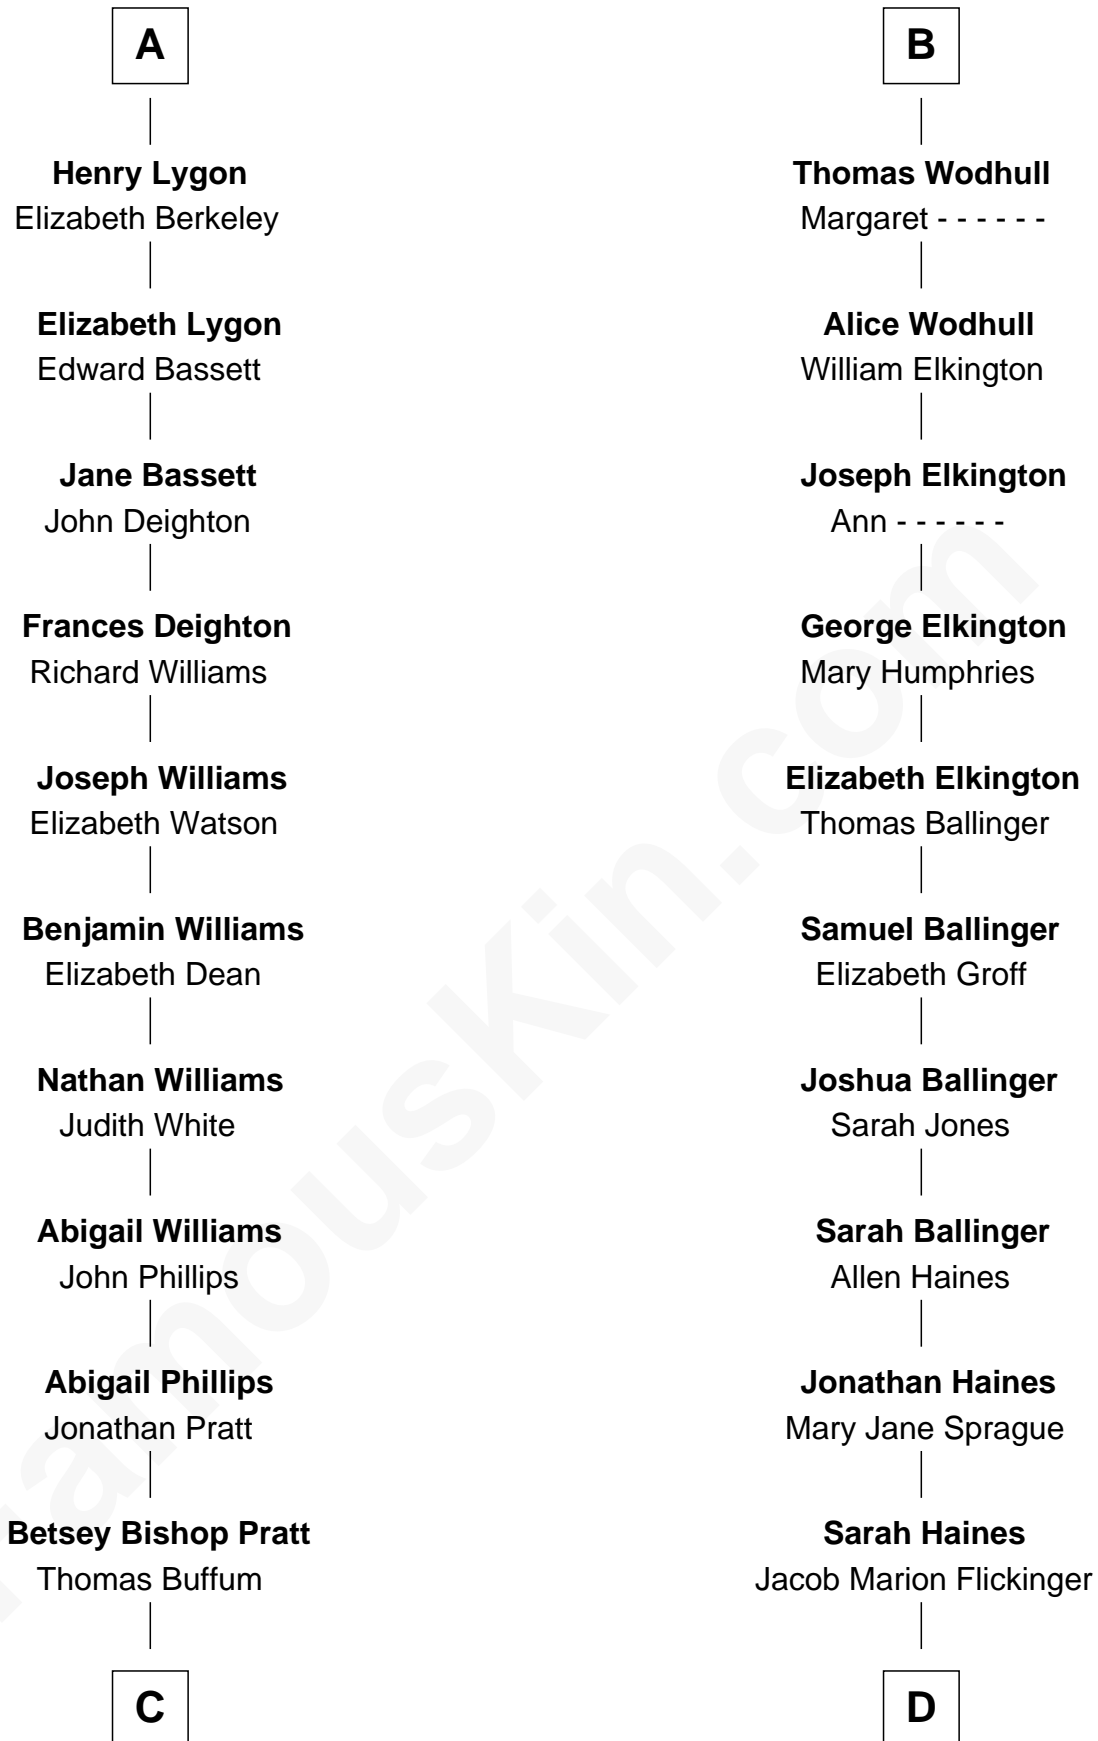 A
Henry Lygon
Elizabeth Berkeley
Elizabeth Lygon
Edward Bassett
Jane Bassett
John Deighton
Frances Deighton
Richard Williams
Joseph Williams
Elizabeth Watson
Benjamin Williams
Elizabeth Dean
Nathan Williams
Judith White
Abigail Williams
John Phillips
Abigail Phillips
Jonathan Pratt
Betsey Bishop Pratt
Thomas Buffum
C
B
Thomas Wodhull
Margaret - - - - - -
Alice Wodhull
William Elkington
Joseph Elkington
Ann - - - - - -
George Elkington
Mary Humphries
Elizabeth Elkington
Thomas Ballinger
Samuel Ballinger
Elizabeth Groff
Joshua Ballinger
Sarah Jones
Sarah Ballinger
Allen Haines
Jonathan Haines
Mary Jane Sprague
Sarah Haines
Jacob Marion Flickinger
D
FamousKin.com